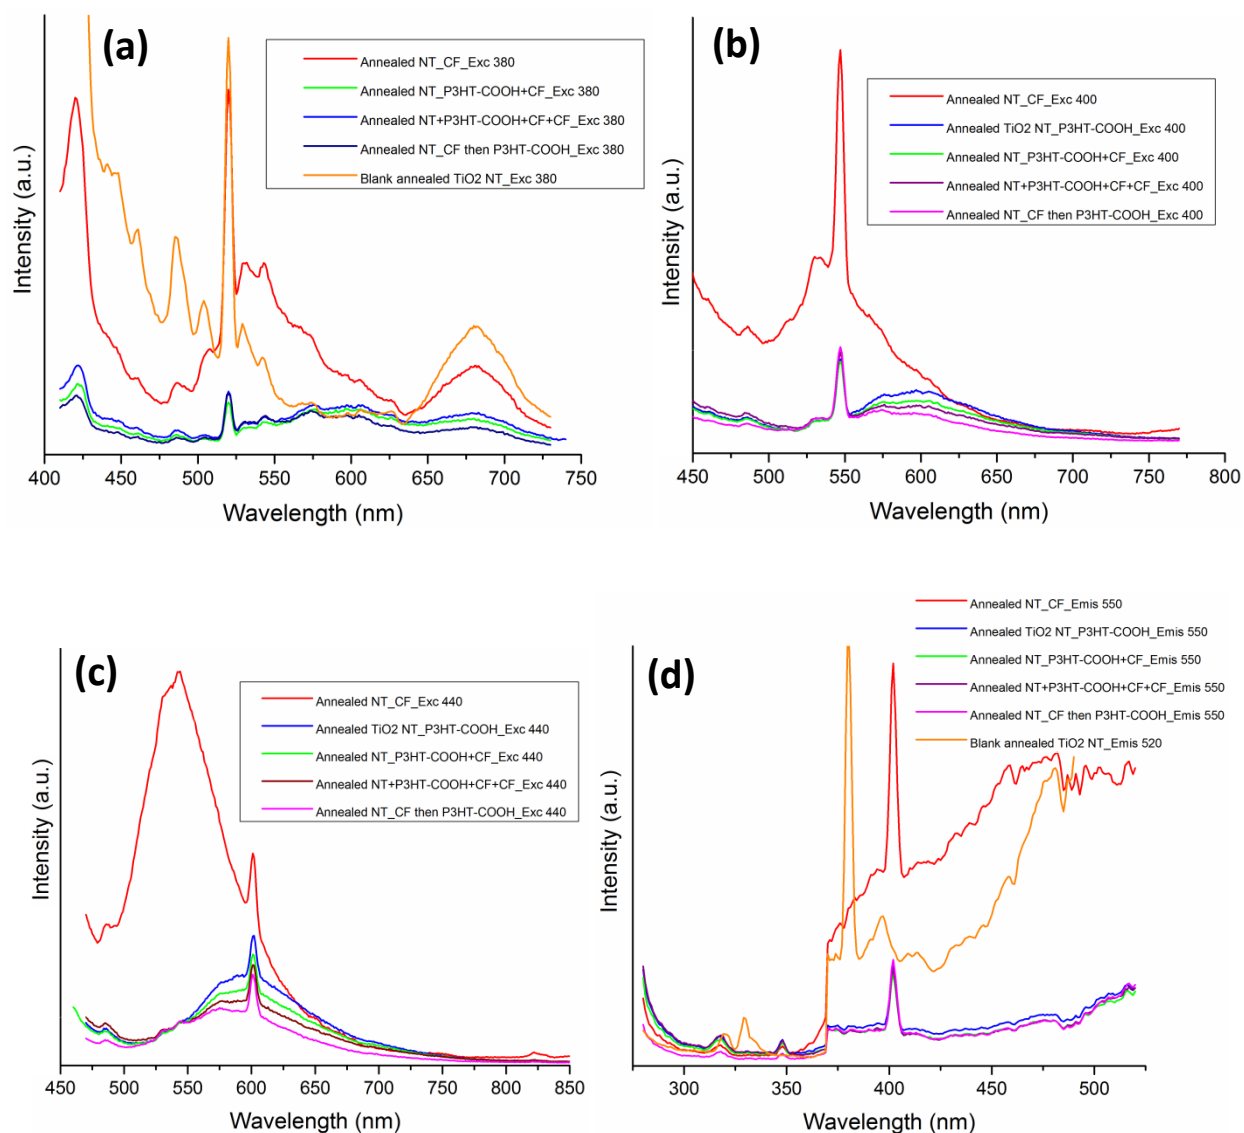 (a)
Annealed NT_CF_Exc 380
Annealed NT_P3HT-COOH+CF_Exc 380
Annealed NT+P3HT-COOH+CF+CF_Exc 380
Annealed NT_CF then P3HT-COOH_Exc 380
Blank annealed TiO2 NT_Exc 380
Intensity (a.u.)
400 450 500 550 600 650 700 750
Wavelength (nm)
(b)
Annealed NT_CF_Exc 400
Annealed TiO2 NT_P3HT-COOH_Exc 400
Annealed NT_P3HT-COOH+CF_Exc 400
Annealed NT+P3HT-COOH+CF+CF_Exc 400
Annealed NT_CF then P3HT-COOH_Exc 400
Intensity (a.u.)
450 500 550 600 650 700 750 800
Wavelength (nm)
(c)
Annealed NT_CF_Exc 440
Annealed TiO2 NT_P3HT-COOH_Exc 440
Annealed NT_P3HT-COOH+CF_Exc 440
Annealed NT+P3HT-COOH+CF+CF_Exc 440
Annealed NT_CF then P3HT-COOH_Exc 440
Intensity (a.u.)
450 500 550 600 650 700 750 800 850
Wavelength (nm)
(d)
Annealed NT_CF_Emis 550
Annealed TiO2 NT_P3HT-COOH_Emis 550
Annealed NT_P3HT-COOH+CF_Emis 550
Annealed NT+P3HT-COOH+CF+CF_Emis 550
Annealed NT_CF then P3HT-COOH_Emis 550
Blank annealed TiO2 NT_Emis 520
Intensity (a.u.)
300 350 400 450 500
Wavelength (nm)